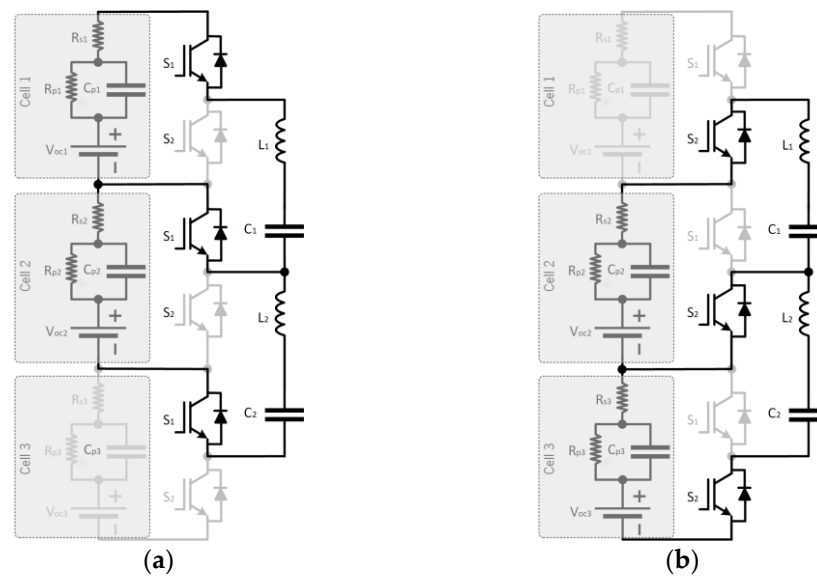 Cell 1
Rs1
Rp1
Cp1
Voc1
+
S1
S2
L1
C1
Cell 2
Rs2
Rp2
Cp2
Voc2
+
S1
S2
L2
C2
Cell 3
Rs3
Rp3
Cp3
Voc3
+
S1
S2
(a)
Cell 1
Rs1
Rp1
Cp1
Voc1
+
S1
S2
L1
C1
Cell 2
Rs2
Rp2
Cp2
Voc2
+
S1
S2
L2
C2
Cell 3
Rs3
Rp3
Cp3
Voc3
+
S1
S2
(b)